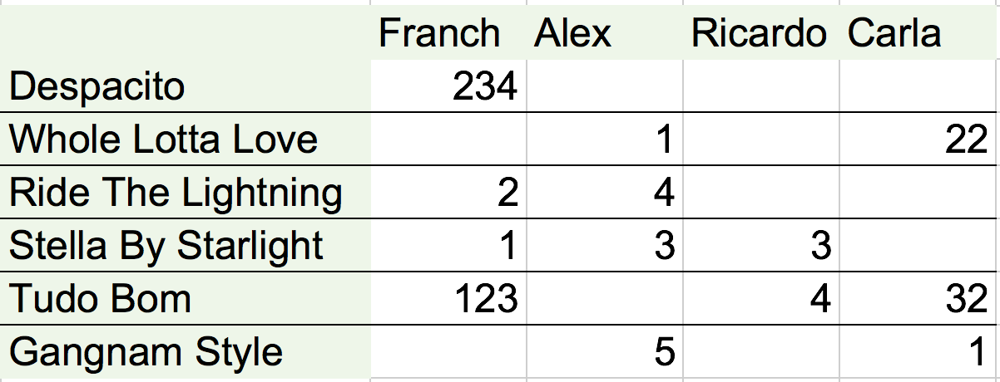 Franch Alex Ricardo Carla
Despacito 234
Whole Lotta Love 1 22
Ride The Lightning 2 4
Stella By Starlight 1 3 3
Tudo Bom 123 4 32
Gangnam Style 5 1